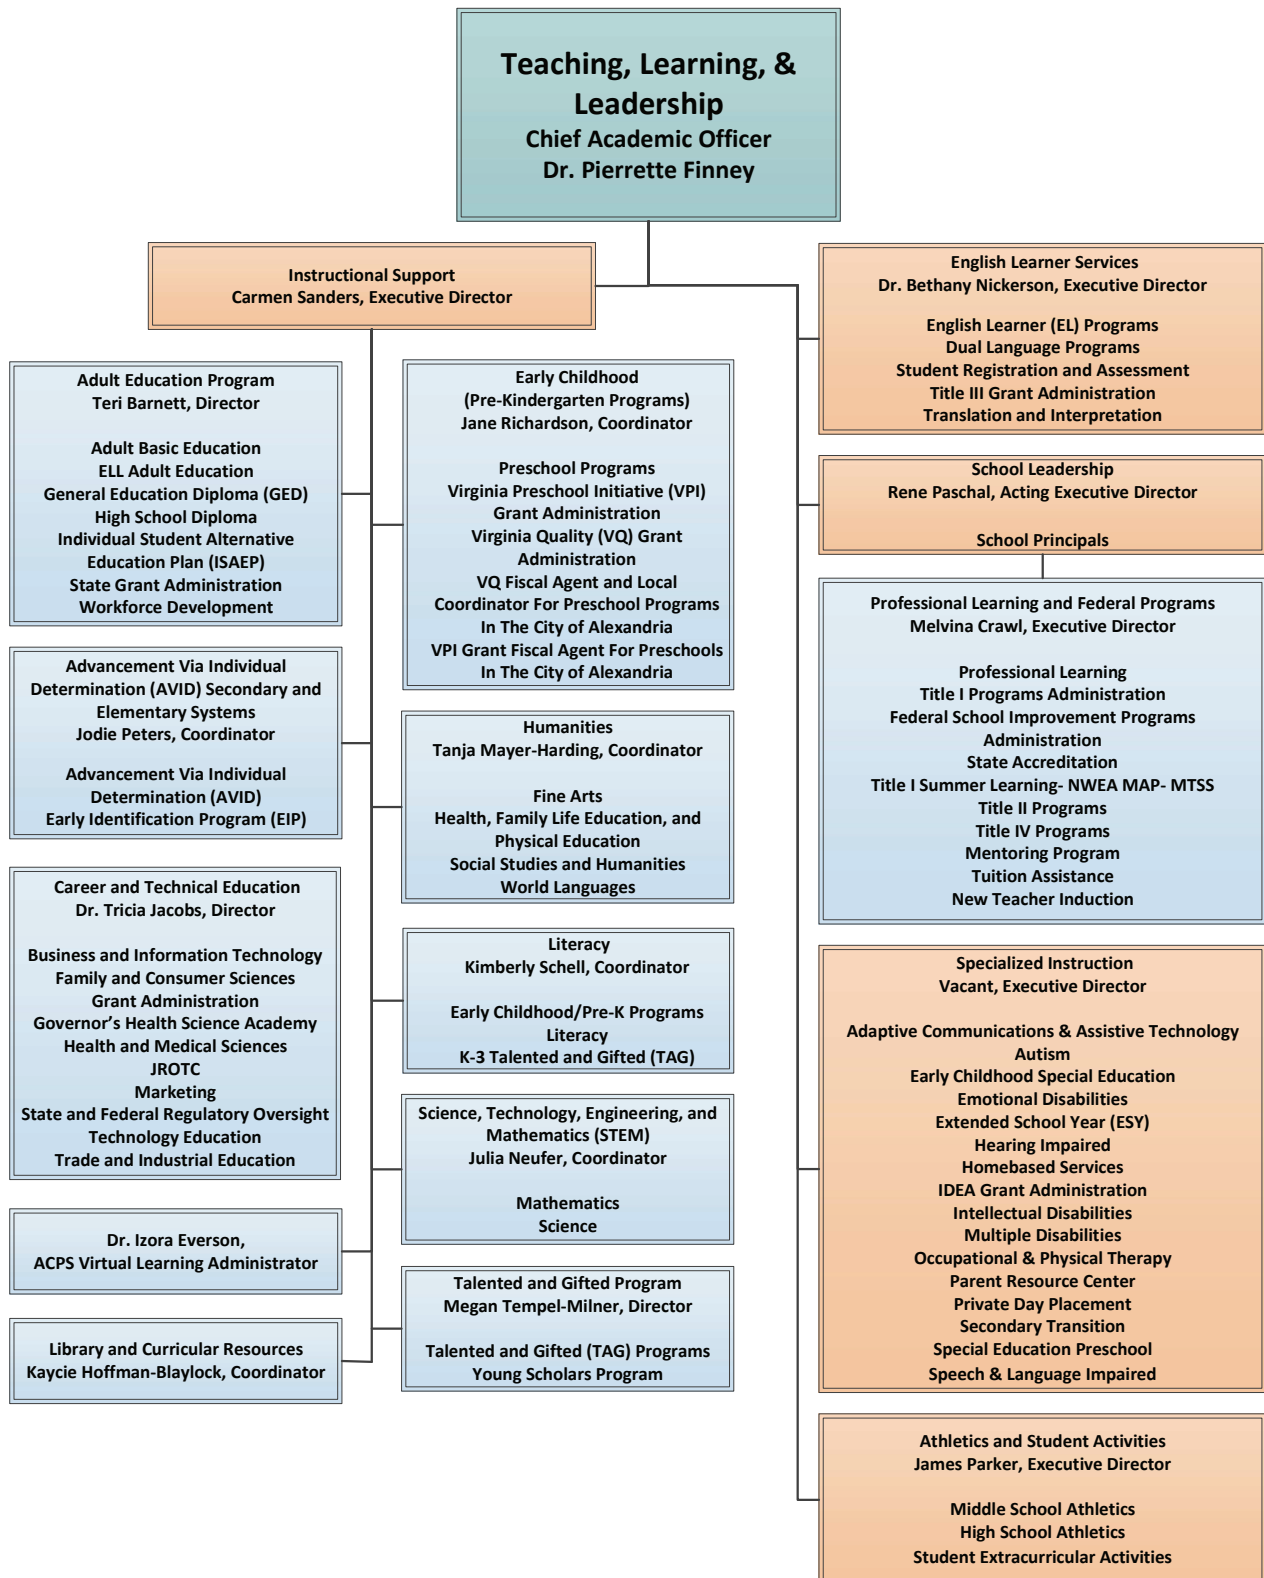 Teaching, Learning, &
Leadership
Chief Academic Officer
Dr. Pierrette Finney
Instructional Support
Carmen Sanders, Executive Director
Adult Education Program
Teri Barnett, Director
Adult Basic Education
ELL Adult Education
General Education Diploma (GED)
High School Diploma
Individual Student Alternative
Education Plan (ISAEP)
State Grant Administration
Workforce Development
Advancement Via Individual
Determination (AVID) Secondary and
Elementary Systems
Jodie Peters, Coordinator
Advancement Via Individual
Determination (AVID)
Early Identification Program (EIP)
Career and Technical Education
Dr. Tricia Jacobs, Director
Business and Information Technology
Family and Consumer Sciences
Grant Administration
Governor’s Health Science Academy
Health and Medical Sciences
JROTC
Marketing
State and Federal Regulatory Oversight
Technology Education
Trade and Industrial Education
Dr. Izora Everson,
ACPS Virtual Learning Administrator
Library and Curricular Resources
Kaycie Hoffman-Blaylock, Coordinator
Early Childhood
(Pre-Kindergarten Programs)
Jane Richardson, Coordinator
Preschool Programs
Virginia Preschool Initiative (VPI)
Grant Administration
Virginia Quality (VQ) Grant
Administration
VQ Fiscal Agent and Local
Coordinator For Preschool Programs
In The City of Alexandria
VPI Grant Fiscal Agent For Preschools
In The City of Alexandria
Humanities
Tanja Mayer-Harding, Coordinator
Fine Arts
Health, Family Life Education, and
Physical Education
Social Studies and Humanities
World Languages
Literacy
Kimberly Schell, Coordinator
Early Childhood/Pre-K Programs
Literacy
K-3 Talented and Gifted (TAG)
Science, Technology, Engineering, and
Mathematics (STEM)
Julia Neufer, Coordinator
Mathematics
Science
Talented and Gifted Program
Megan Tempel-Milner, Director
Talented and Gifted (TAG) Programs
Young Scholars Program
English Learner Services
Dr. Bethany Nickerson, Executive Director
English Learner (EL) Programs
Dual Language Programs
Student Registration and Assessment
Title III Grant Administration
Translation and Interpretation
School Leadership
Rene Paschal, Acting Executive Director
School Principals
Professional Learning and Federal Programs
Melvina Crawl, Executive Director
Professional Learning
Title I Programs Administration
Federal School Improvement Programs
Administration
State Accreditation
Title I Summer Learning- NWEA MAP- MTSS
Title II Programs
Title IV Programs
Mentoring Program
Tuition Assistance
New Teacher Induction
Specialized Instruction
Vacant, Executive Director
Adaptive Communications & Assistive Technology
Autism
Early Childhood Special Education
Emotional Disabilities
Extended School Year (ESY)
Hearing Impaired
Homebased Services
IDEA Grant Administration
Intellectual Disabilities
Multiple Disabilities
Occupational & Physical Therapy
Parent Resource Center
Private Day Placement
Secondary Transition
Special Education Preschool
Speech & Language Impaired
Athletics and Student Activities
James Parker, Executive Director
Middle School Athletics
High School Athletics
Student Extracurricular Activities